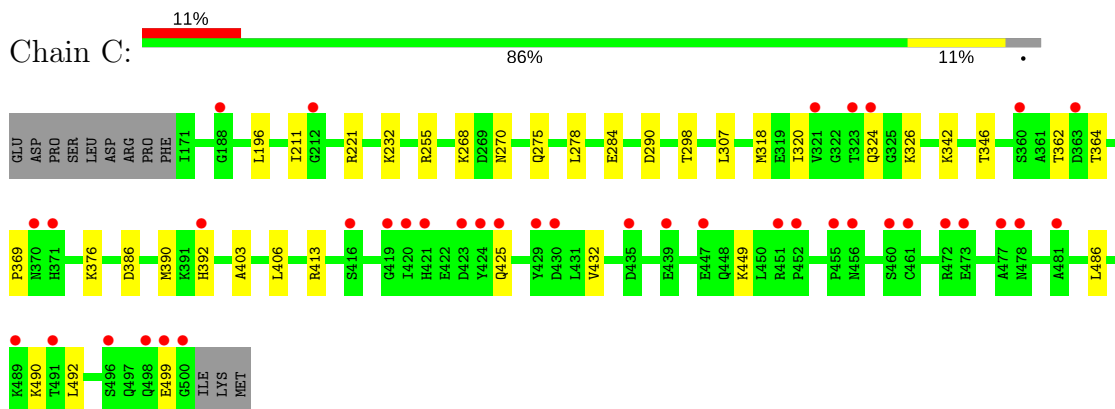 11%
Chain C:
86% 11% •
GLU ASP PRO SER LEU ASP ARG PRO PHE I171 G188 L196 I211 G212 R221 K232 R255 K268 D269 N270 Q275 L278 E284 D290 T298 L307 M318 E319 I320 V321 G322 T323 Q324 G325 K326 K342 T346 S360 A361 T362 D363 T364
P369 N370 H371 K376 D386 M390 K391 H392 A403 L406 R413 S416 G419 I420 H421 E422 D423 Y424 Q425 Y429 D430 L431 V432 D435 E439 E447 Q448 K449 L450 R451 P452 P455 N456 S460 C461 R472 E473 A477 N478 A481 L486
K489 K490 T491 L492 S496 Q497 Q498 E499 G500 ILE LYS MET